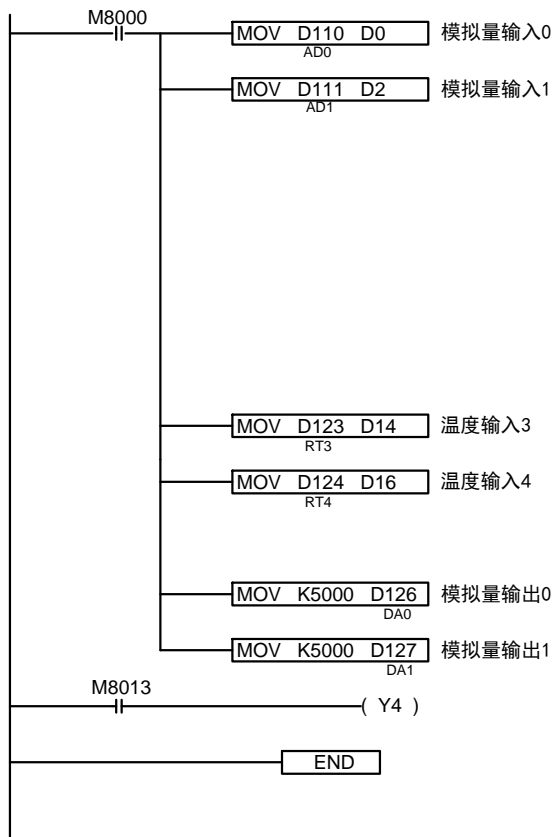 M8000
MOV D110 D0 模拟量输入0
AD0
MOV D111 D2 模拟量输入1
AD1
MOV D123 D14 温度输入3
RT3
MOV D124 D16 温度输入4
RT4
MOV K5000 D126 模拟量输出0
DA0
MOV K5000 D127 模拟量输出1
DA1
M8013
( Y4 )
END